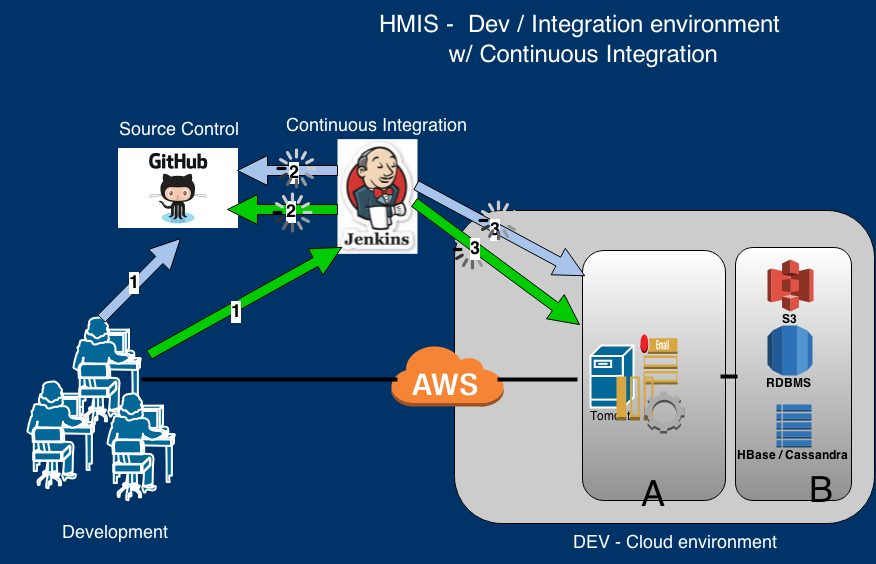 HMIS -  Dev / Integration environment
w/ Continuous Integration
Source Control
Continuous Integration
GitHub
Jenkins
2
2
3
3
1
1
AWS
Email
S3
RDBMS
HBase / Cassandra
A
B
Development
DEV - Cloud environment